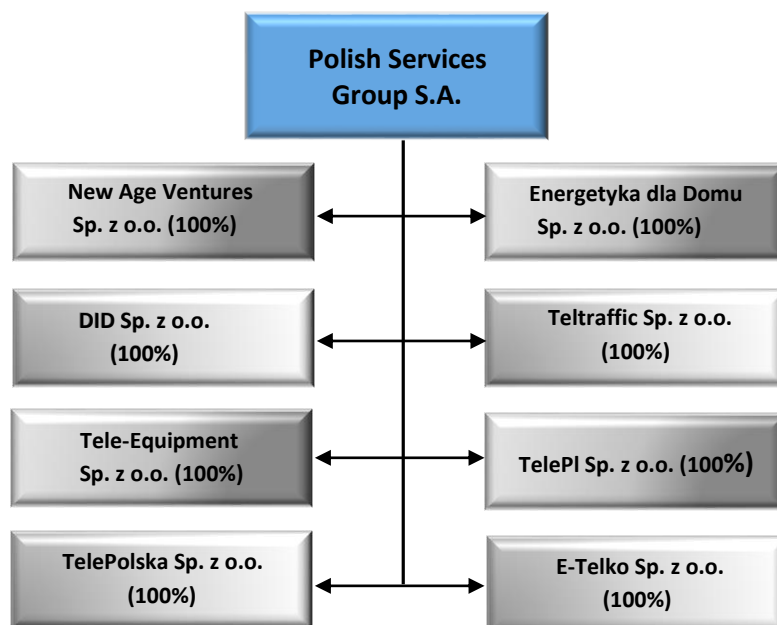 Polish Services
Group S.A.
New Age Ventures
Sp. z o.o. (100%)
Energetyka dla Domu
Sp. z o.o. (100%)
DID Sp. z o.o.
(100%)
Teltraffic Sp. z o.o.
(100%)
Tele-Equipment
Sp. z o.o. (100%)
TelePl Sp. z o.o. (100%)
TelePolska Sp. z o.o.
(100%)
E-Telko Sp. z o.o.
(100%)